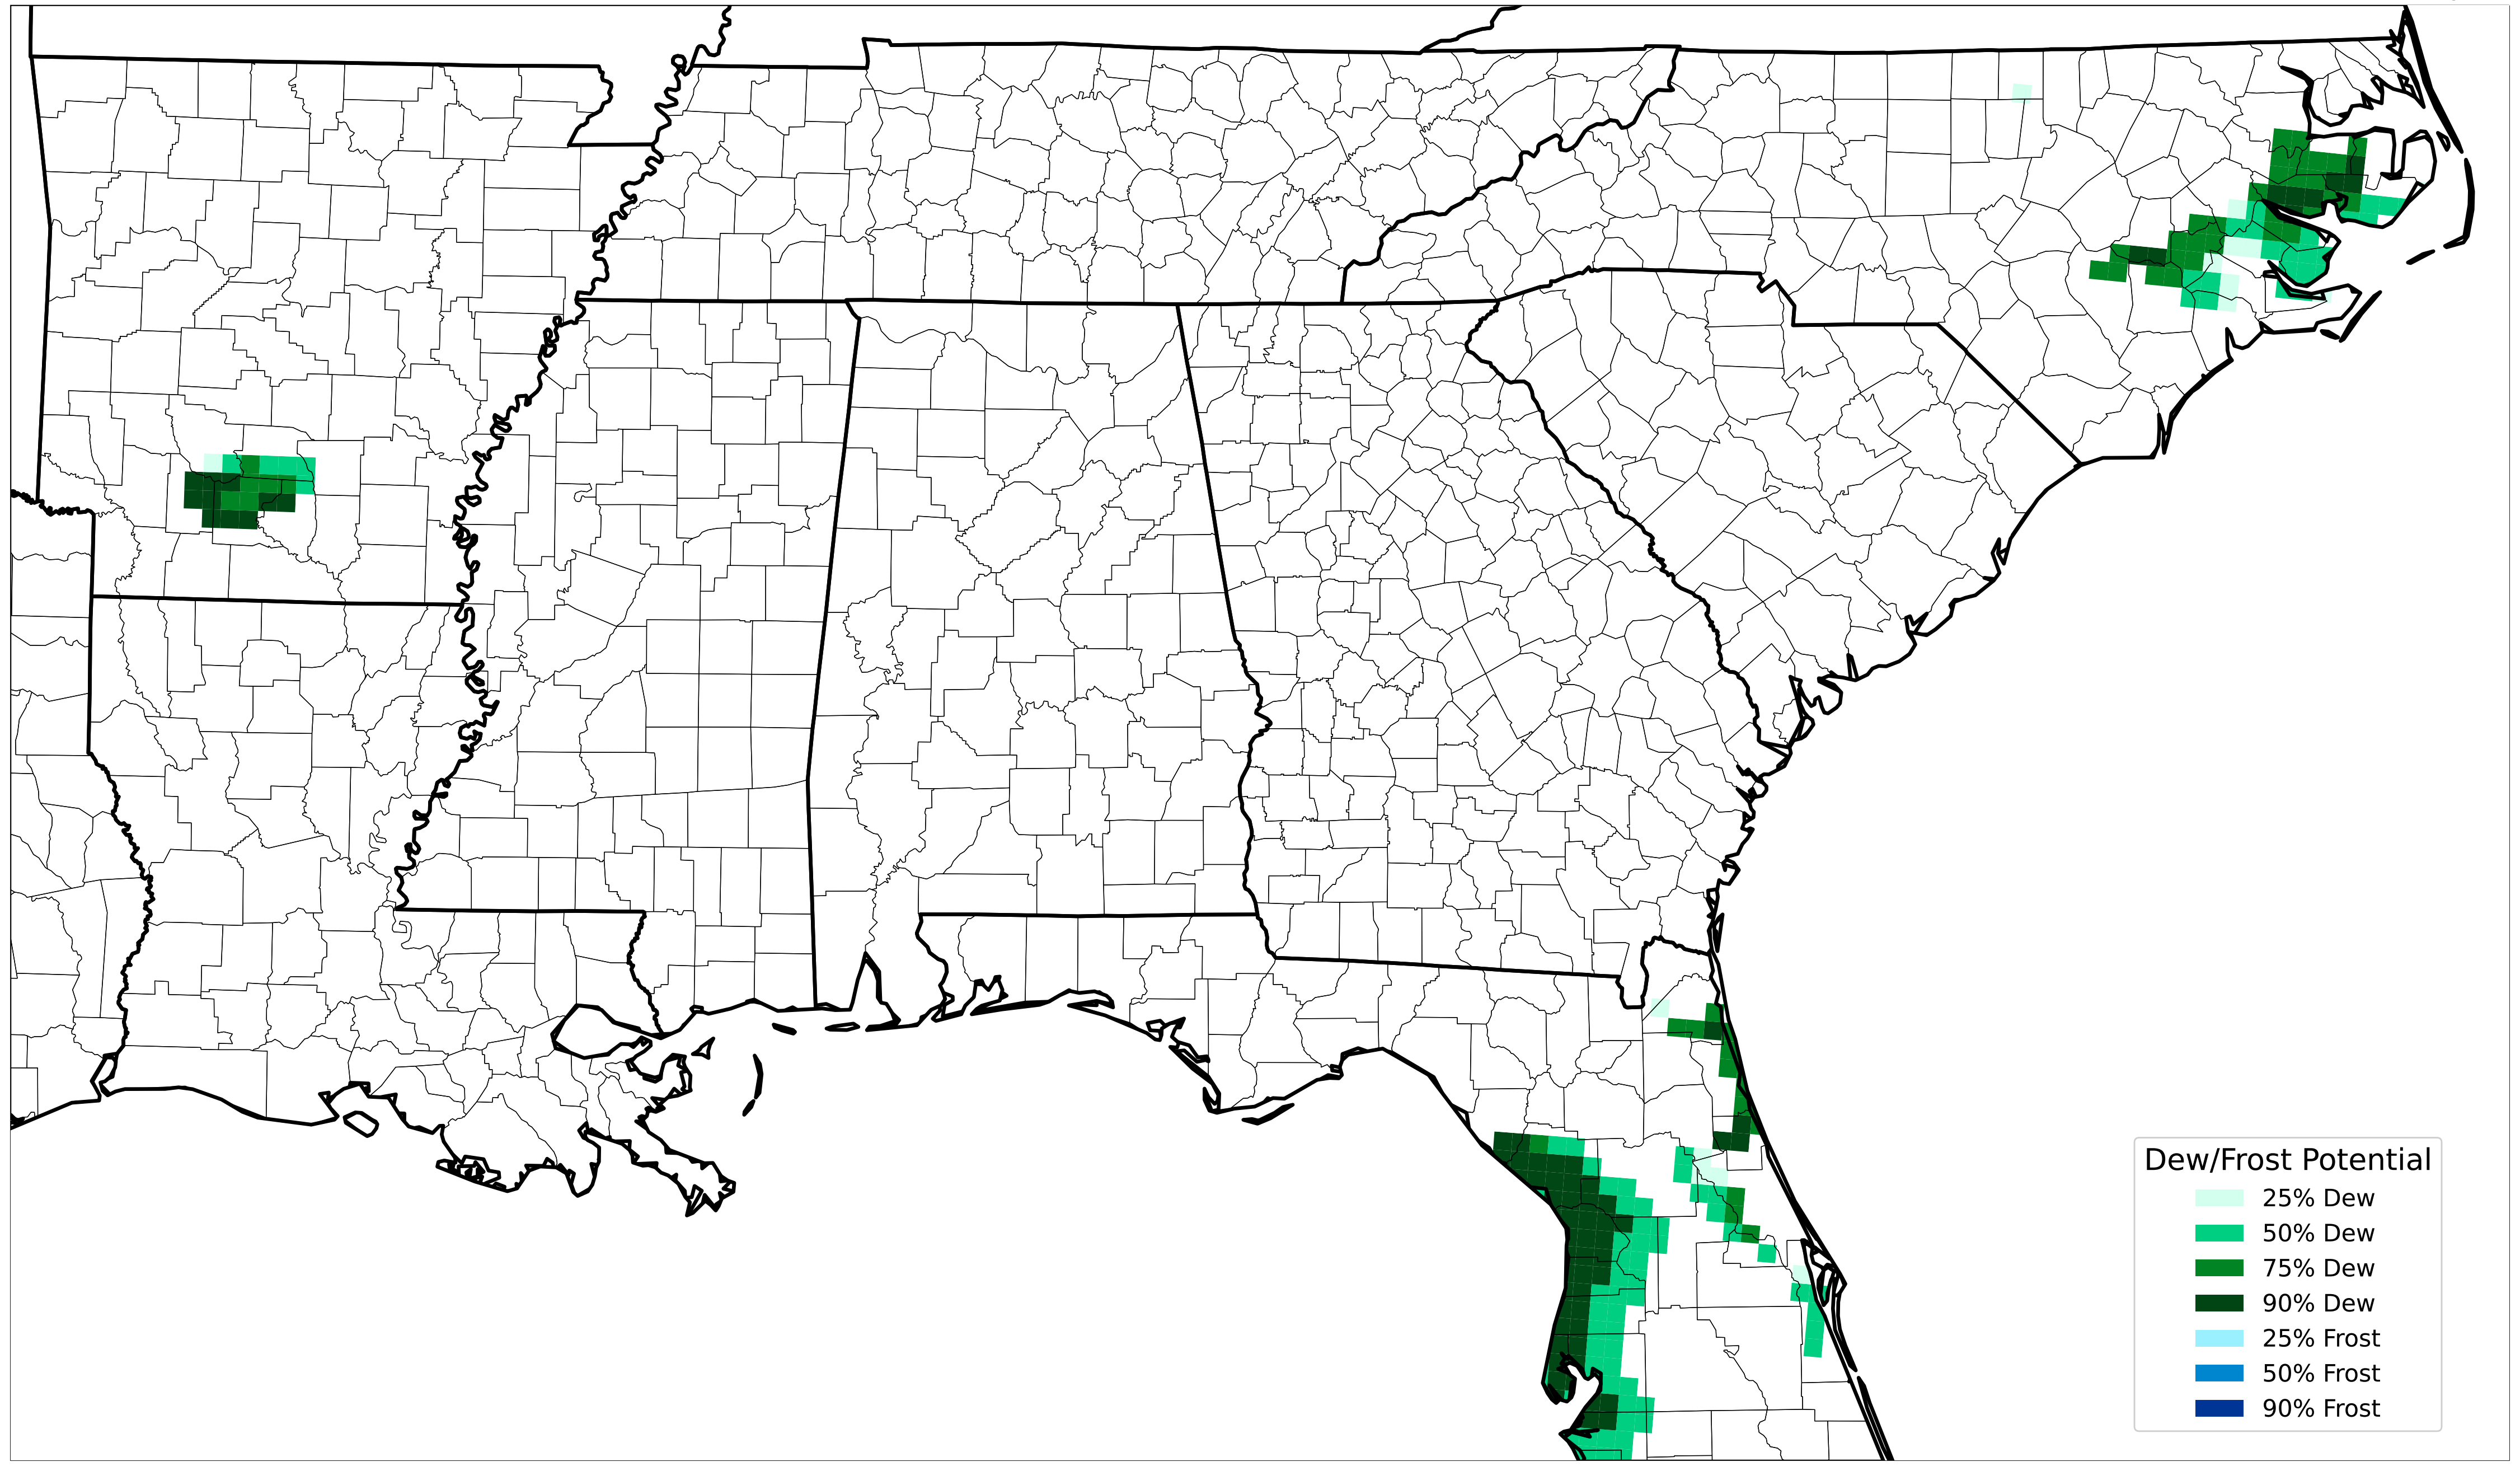 Dew/Frost Potential
25% Dew
50% Dew
75% Dew
90% Dew
25% Frost
50% Frost
90% Frost